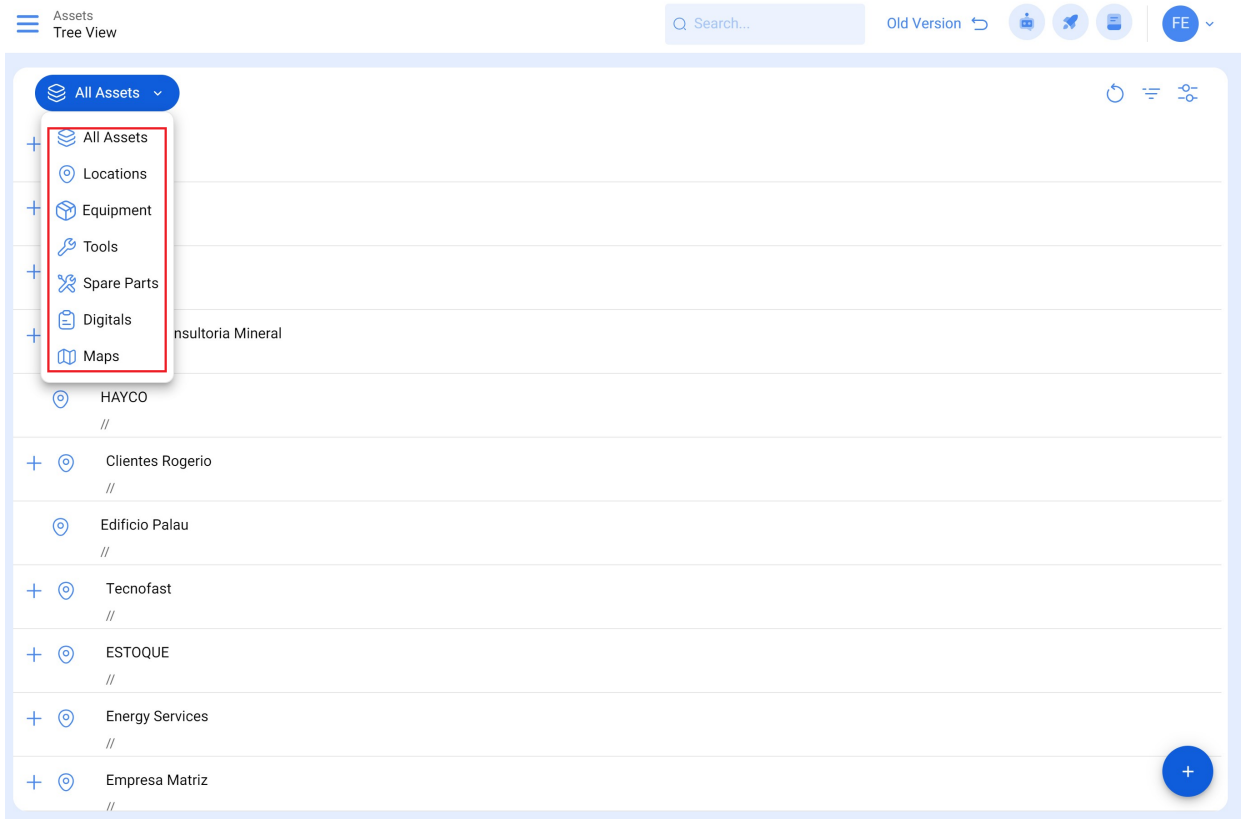 Assets
Tree View
Search...
Old Version
FE
All Assets
All Assets
Locations
Equipment
Tools
Spare Parts
Digitals
nsultoria Mineral
Maps
HAYCO
//
Clientes Rogerio
//
Edificio Palau
//
Tecnofast
//
ESTOQUE
//
Energy Services
//
Empresa Matriz
//